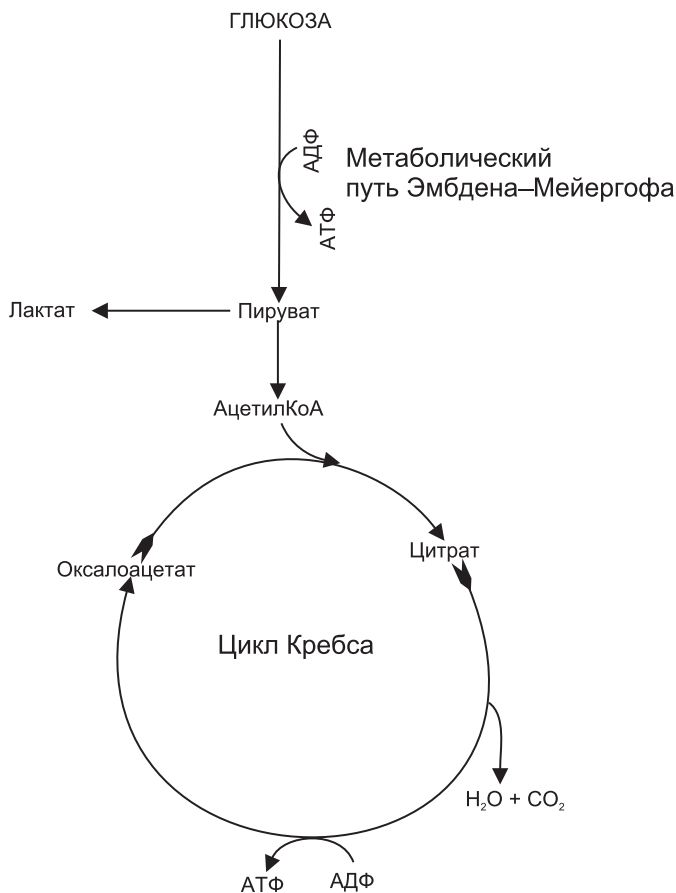 ГЛЮКОЗА
АДФ
АТФ
Метаболический
путь Эмбдена–Мейергофа
Лактат
Пируват
АцетилКоА
Цитрат
Оксалоацетат
Цикл Кребса
H₂O + CO₂
АТФ
АДФ